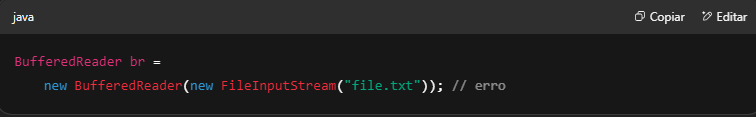 java
Copiar
Editar
BufferedReader br =
    new BufferedReader(new FileInputStream("file.txt")); // erro